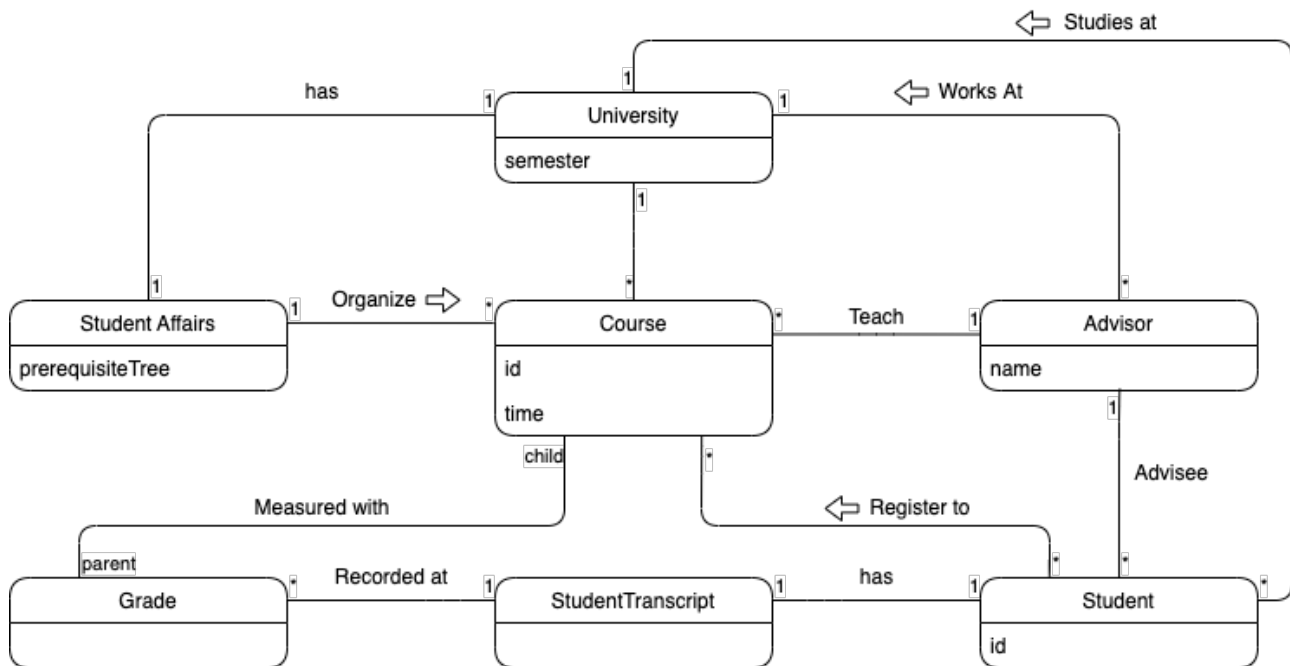 Studies at
has
1
1
1
Works At
University
semester
1
1
*
*
Student Affairs
prerequisiteTree
1
Organize
*
Course
id
time
*
Teach
1
Advisor
name
child
*
1
Advisee
Measured with
Register to
parent
*
*
Grade
*
Recorded at
1
StudentTranscript
1
has
1
Student
id
*